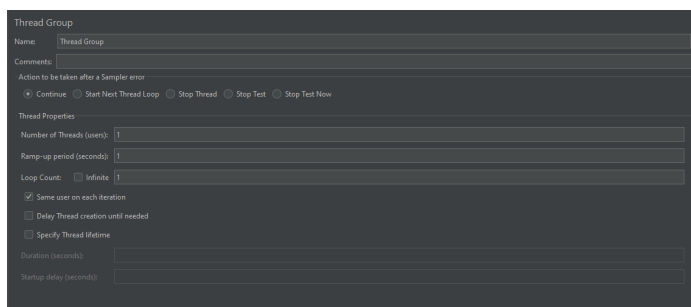 Thread Group
Name: Thread Group
Comments:
Action to be taken after a Sampler error
Continue Start Next Thread Loop Stop Thread Stop Test Stop Test Now
Thread Properties
Number of Threads (users): 1
Ramp-up period (seconds): 1
Loop Count: Infinite 1
Same user on each iteration
Delay Thread creation until needed
Specify Thread lifetime
Duration (seconds):
Startup delay (seconds):